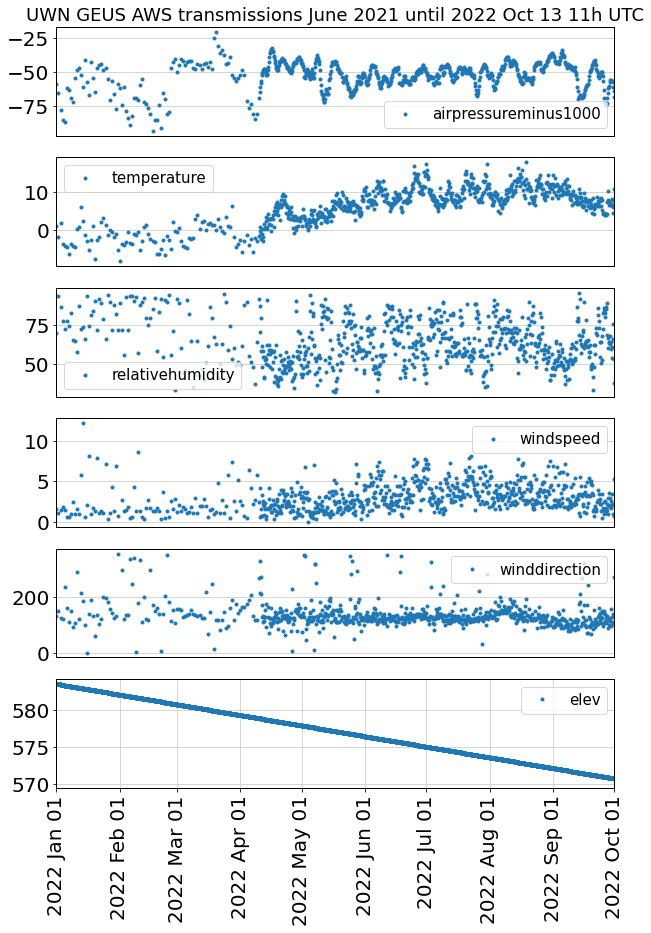 UWN GEUS AWS transmissions June 2021 until 2022 Oct 13 11h UTC
−25
−50
−75
airpressureminus1000
10
0
temperature
75
50
relativehumidity
10
5
0
windspeed
200
0
winddirection
580
575
570
elev
2022 Jan 01
2022 Feb 01
2022 Mar 01
2022 Apr 01
2022 May 01
2022 Jun 01
2022 Jul 01
2022 Aug 01
2022 Sep 01
2022 Oct 01